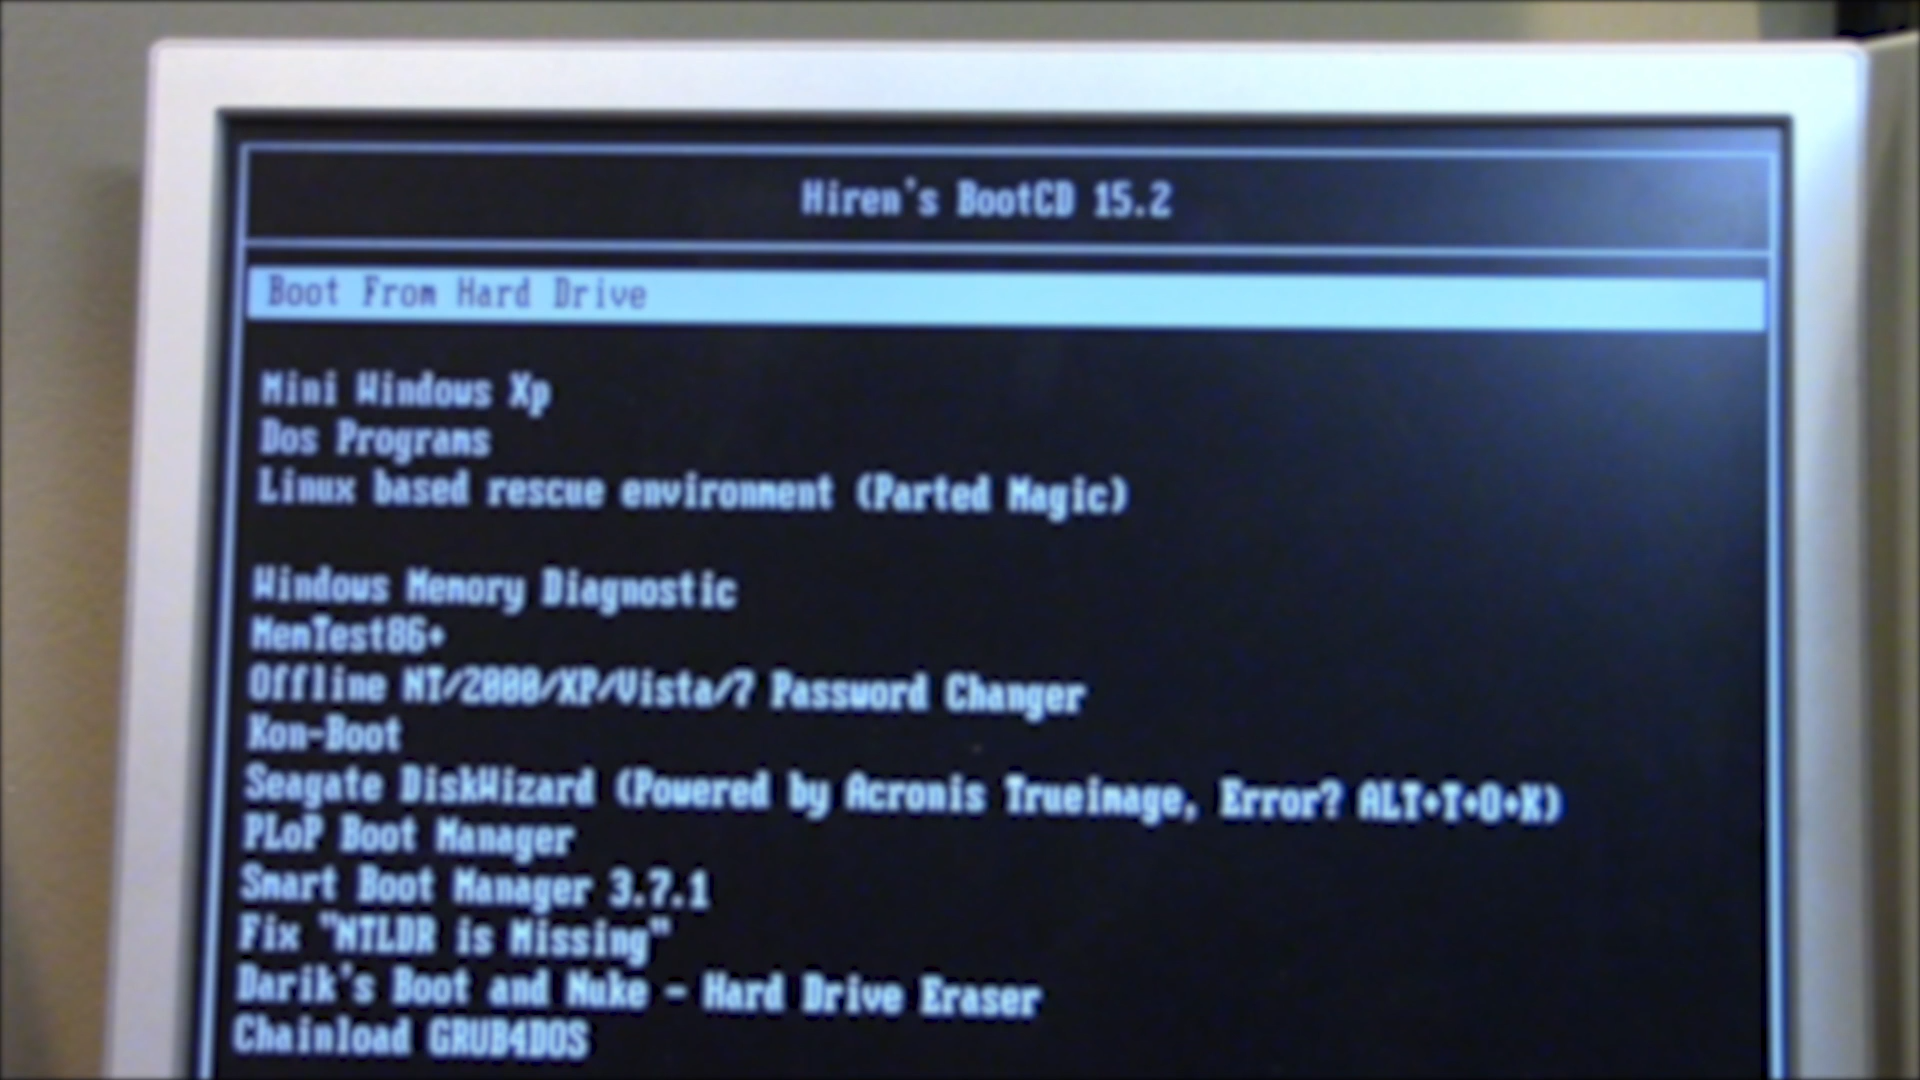 Hiren's BootCD 15.2
Boot From Hard Drive
Mini Windows Xp
Dos Programs
Linux based rescue environment (Parted Magic)
Windows Memory Diagnostic
MemTest86+
Offline NT/2000/XP/Vista/7 Password Changer
Kon-Boot
Seagate DiskWizard (Powered by Acronis Trueimage, Error? ALT+T+O+K)
PLoP Boot Manager
Smart Boot Manager 3.7.1
Fix "NTLDR is Missing"
Darik's Boot and Nuke - Hard Drive Eraser
Chainload GRUB4DOS